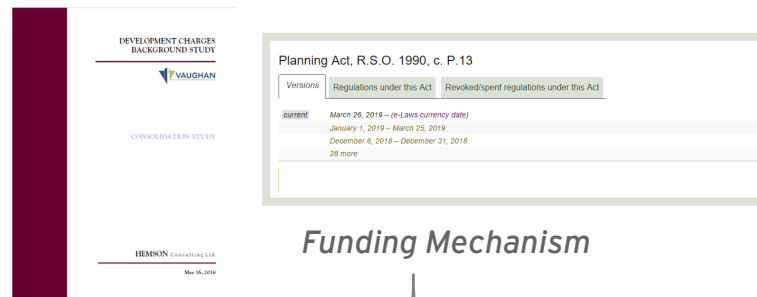 DEVELOPMENT CHARGES
BACKGROUND STUDY
VAUGHAN
CONSOLIDATION STUDY
HEMSON Consulting Ltd.
May 16, 2018
Planning Act, R.S.O. 1990, c. P.13
Versions Regulations under this Act Revoked/spent regulations under this Act
current March 26, 2019 – (e-Laws currency date)
January 1, 2019 – March 25, 2019
December 6, 2018 – December 31, 2018
28 more
Funding Mechanism